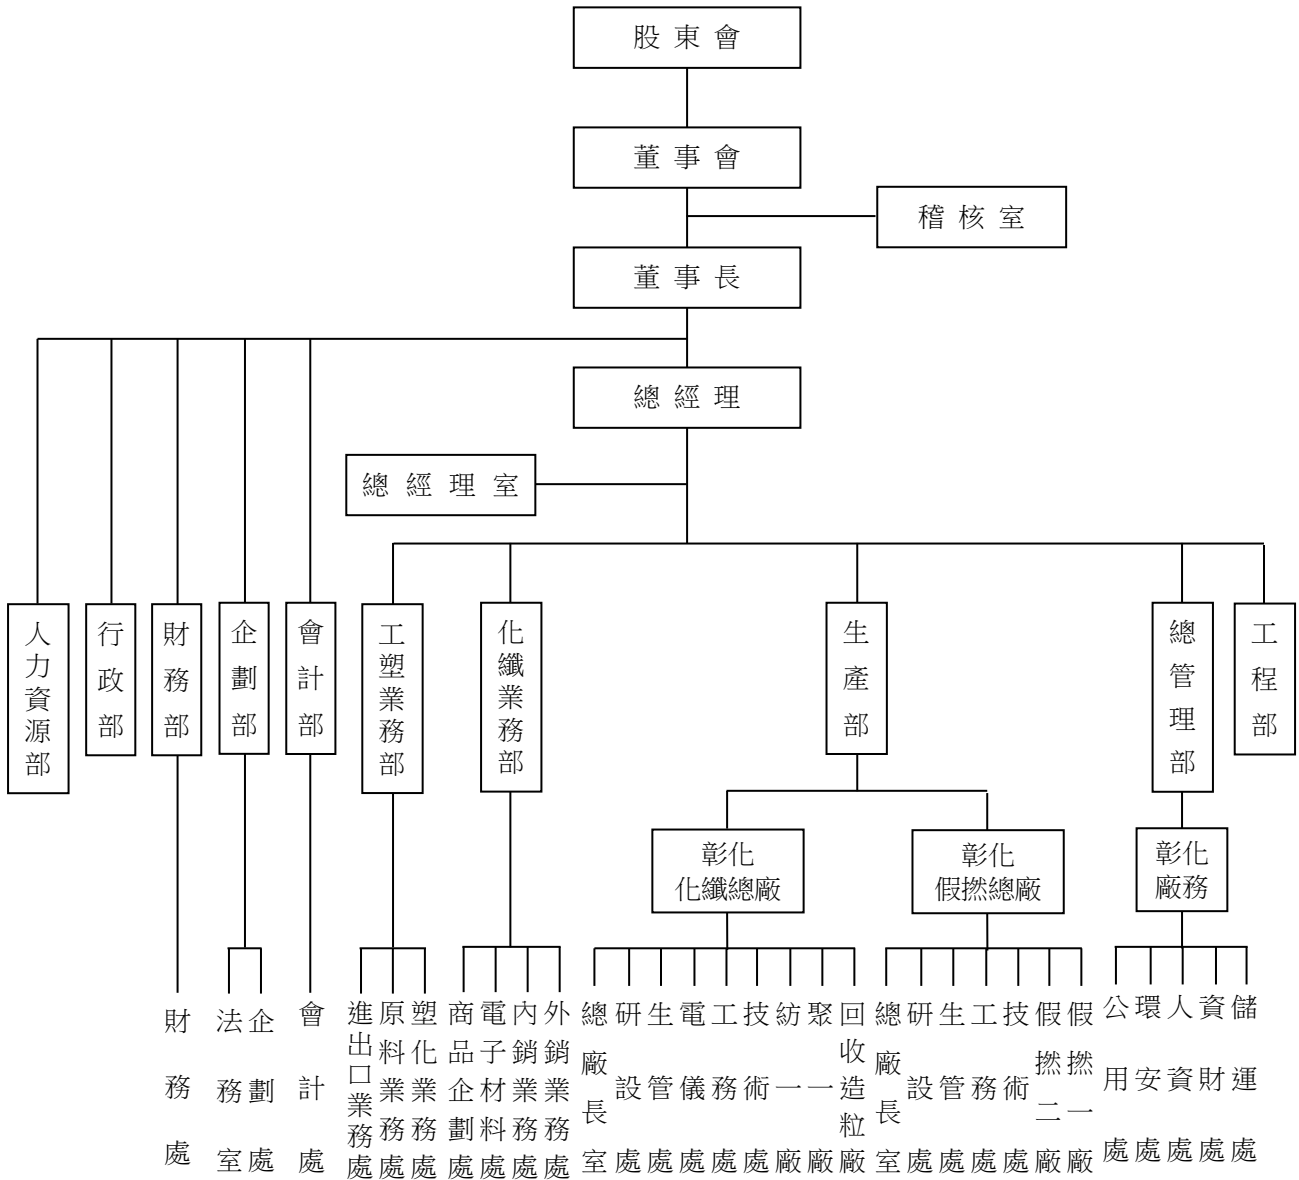 股東會
董事會
稽核室
董事長
總經理
總經理室
人力資源部
行政部
財務部
企劃部
會計部
工塑業務部
化纖業務部
生產部
總管理部
工程部
彰化
化纖總廠
彰化
假撚總廠
彰化
廠務
財務處
法務室
企劃處
會計處
進出口業務處
原料業務處
塑化業務處
商品企劃處
電子材料處
內銷業務處
外銷業務處
總廠長室
研設處
生管處
電儀處
工務處
技術處
紡一廠
聚一廠
回收造粒廠
總廠長室
研設處
生管處
工務處
技術處
假撚二廠
假撚一廠
公用處
環安處
人資處
資財處
儲運處